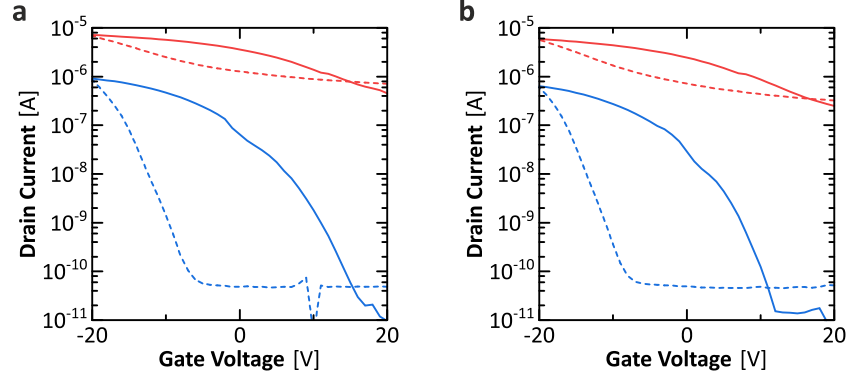 a
10⁻⁵
10⁻⁶
10⁻⁷
10⁻⁸
10⁻⁹
10⁻¹⁰
10⁻¹¹
Drain Current [A]
-20 0 20
Gate Voltage [V]
b
10⁻⁵
10⁻⁶
10⁻⁷
10⁻⁸
10⁻⁹
10⁻¹⁰
10⁻¹¹
Drain Current [A]
-20 0 20
Gate Voltage [V]